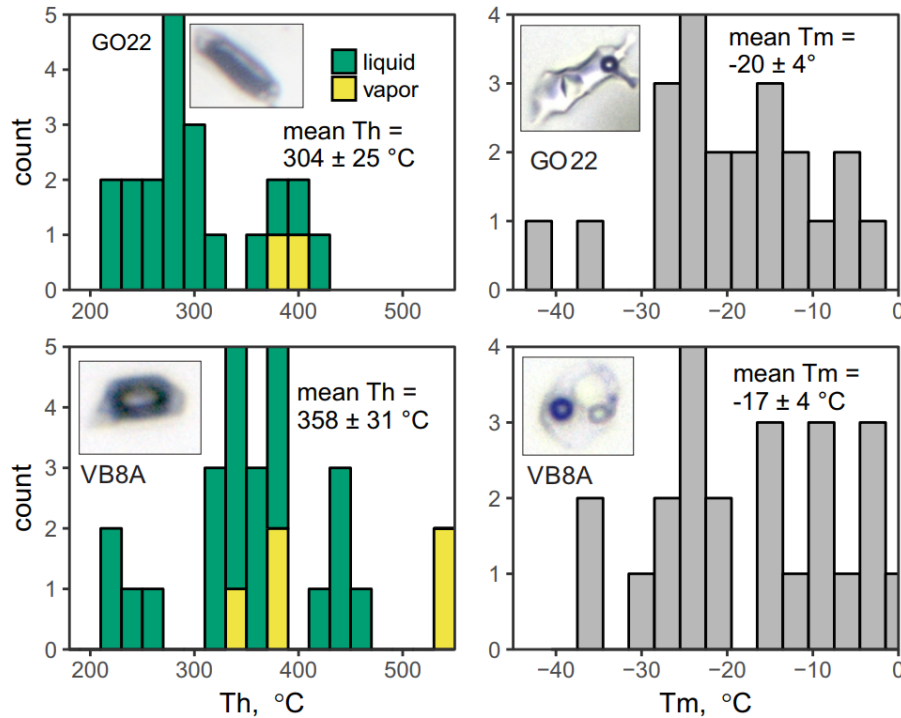 GO22
liquid
vapor
mean Th =
304 ± 25 °C
count
5
4
3
2
1
0
200
300
400
500
mean Tm =
-20 ± 4°
GO22
4
3
2
1
0
−40
−30
−20
−10
0
mean Th =
358 ± 31 °C
VB8A
count
5
4
3
2
1
0
200
300
400
500
Th, °C
mean Tm =
-17 ± 4 °C
VB8A
4
3
2
1
0
−40
−30
−20
−10
0
Tm, °C